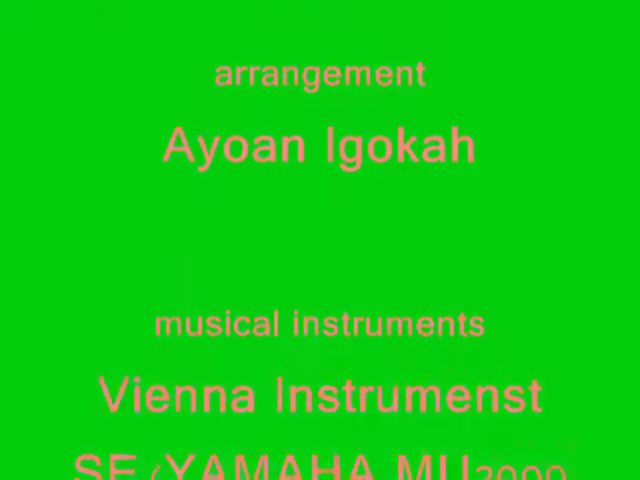 arrangement
Ayoan Igokah
musical instruments
Vienna Instrumenst
SE (YAMAHA MU2000